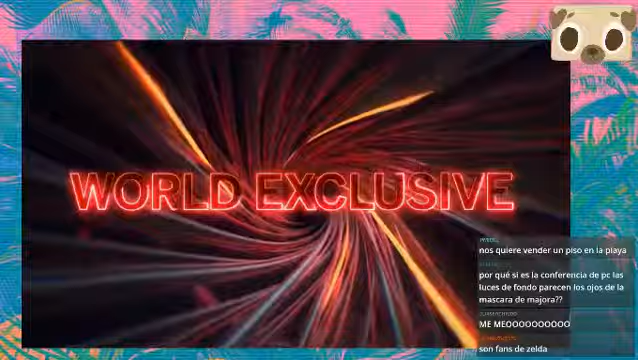 WORLD EXCLUSIVE
nos quiere vender un piso en la playa
por qué si es la conferencia de pc las
luces de fondo parecen los ojos de la
mascara de majora??
ME MEOOOOOOOOOO
son fans de zelda